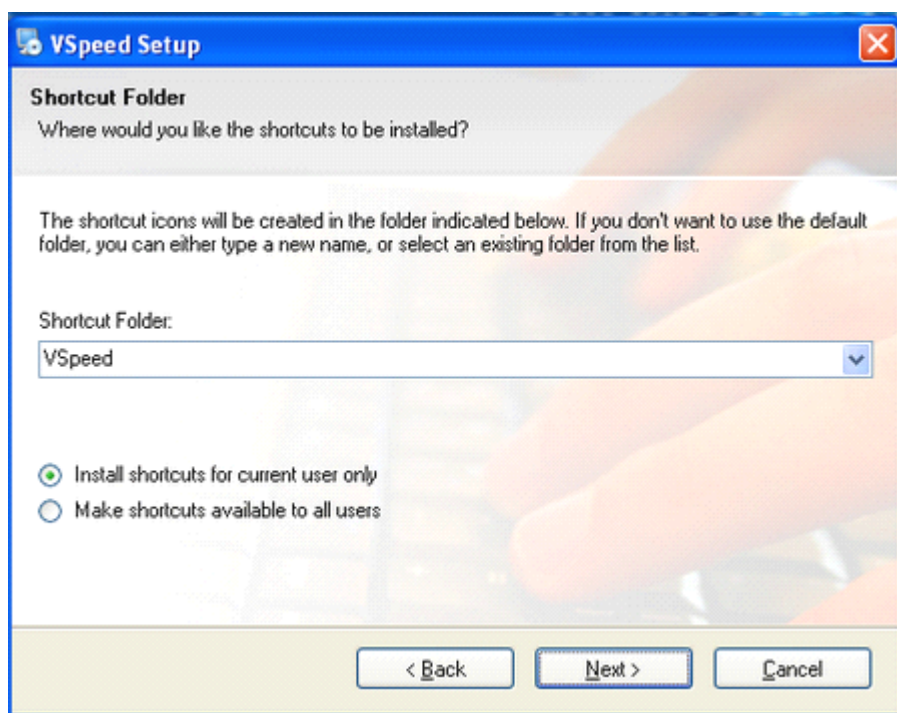 VSpeed Setup
Shortcut Folder
Where would you like the shortcuts to be installed?
The shortcut icons will be created in the folder indicated below. If you don't want to use the default
folder, you can either type a new name, or select an existing folder from the list.
Shortcut Folder:
VSpeed
Install shortcuts for current user only
Make shortcuts available to all users
< Back
Next >
Cancel